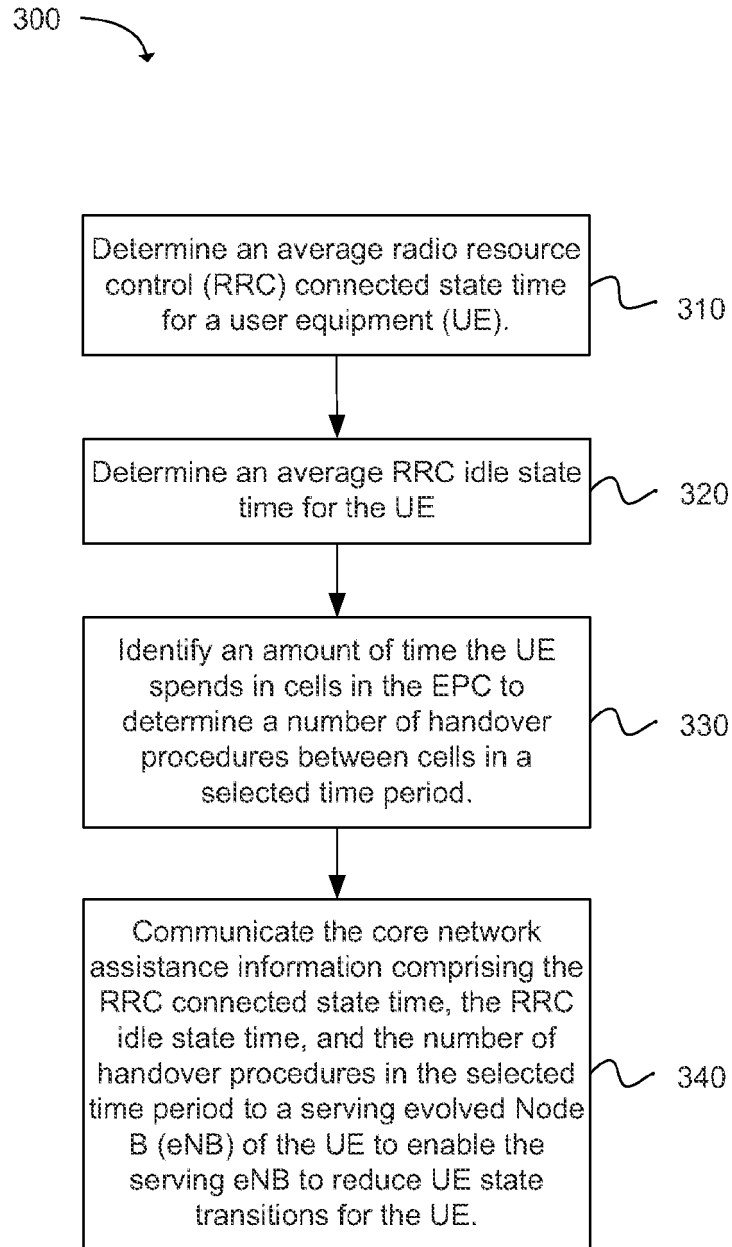 300
Determine an average radio resource
control (RRC) connected state time
for a user equipment (UE).
310
Determine an average RRC idle state
time for the UE
320
Identify an amount of time the UE
spends in cells in the EPC to
determine a number of handover
procedures between cells in a
selected time period.
330
Communicate the core network
assistance information comprising the
RRC connected state time, the RRC
idle state time, and the number of
handover procedures in the selected
time period to a serving evolved Node
B (eNB) of the UE to enable the
serving eNB to reduce UE state
transitions for the UE.
340